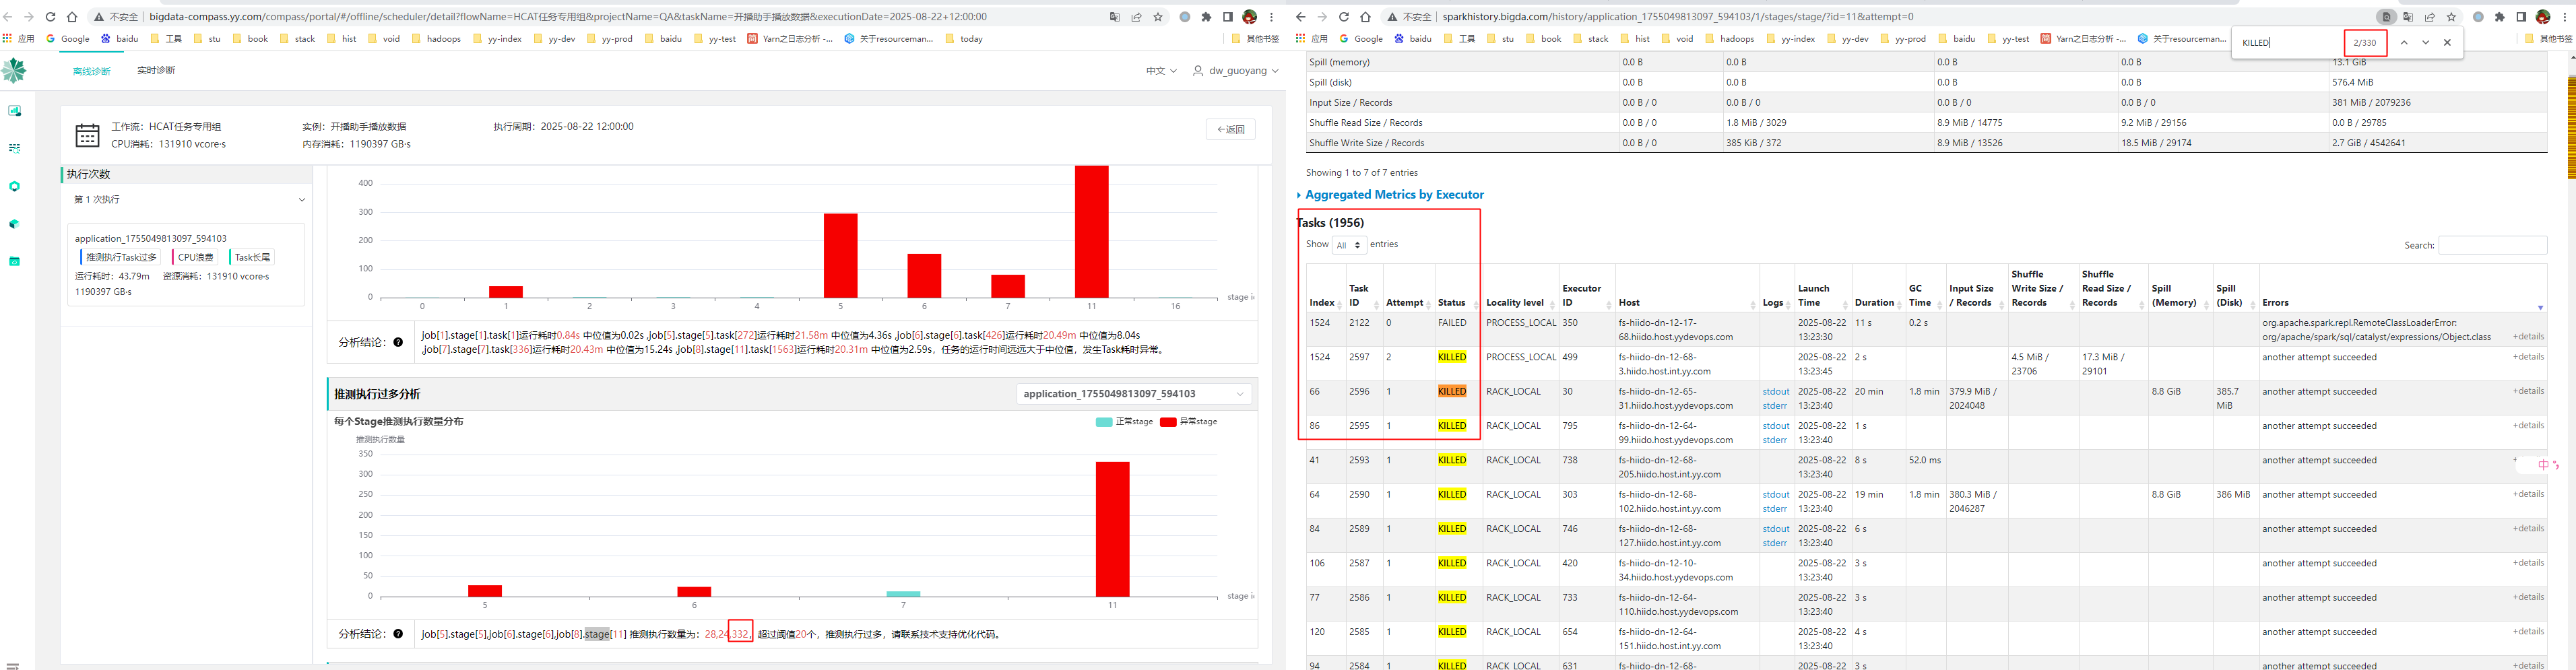 不安全 bigdata-compass.yy.com/compass/portal/#/offline/scheduler/detail?flowName=HCAT任务专用组&projectName=QA&taskName=开播助手播放数据&executionDate=2025-08-22+12:00:00
应用 Google baidu 工具 stu book stack hist void hadoops yy-index yy-dev yy-prod baidu yy-test Yarn之日志分析 -... 关于resourceman... today 其他书签
离线诊断 实时诊断 中文 dw_guoyang
工作流：HCAT任务专用组 实例：开播助手播放数据 执行周期：2025-08-22 12:00:00
CPU消耗：131910 vcore·s 内存消耗：1190397 GB·s
←返回
执行次数
第 1 次执行
application_1755049813097_594103
推测执行Task过多 CPU浪费 Task长尾
运行耗时：43.79m 资源消耗：131910 vcore·s
1190397 GB·s
400
300
200
100
0
0 1 2 3 4 5 6 7 11 16 stage i
分析结论：
job[1].stage[1].task[1]运行耗时0.84s 中位值为0.02s ,job[5].stage[5].task[272]运行耗时21.58m 中位值为4.36s ,job[6].stage[6].task[426]运行耗时20.49m 中位值为8.04s
,job[7].stage[7].task[336]运行耗时20.43m 中位值为15.24s ,job[8].stage[11].task[1563]运行耗时20.31m 中位值为2.59s，任务的运行时间远远大于中位值，发生Task耗时异常。
推测执行过多分析 application_1755049813097_594103
每个Stage推测执行数量分布 正常stage 异常stage
推测执行数量
350
300
250
200
150
100
50
0
5 6 7 11 stage i
分析结论： job[5].stage[5],job[6].stage[6],job[8].stage[11] 推测执行数量为：28,24,332，超过阈值20个，推测执行过多，请联系技术支持优化代码。
不安全 sparkhistory.bigda.com/history/application_1755049813097_594103/1/stages/stage/?id=11&attempt=0
应用 Google baidu 工具 stu book stack hist void hadoops yy-index yy-dev yy-prod baidu yy-test Yarn之日志分析 -... 关于resourceman... 其他书签
KILLED 2/330
Spill (memory) 0.0 B 0.0 B 0.0 B 0.0 B 13.1 GiB
Spill (disk) 0.0 B 0.0 B 0.0 B 0.0 B 576.4 MiB
Input Size / Records 0.0 B / 0 0.0 B / 0 0.0 B / 0 0.0 B / 0 381 MiB / 2079236
Shuffle Read Size / Records 0.0 B / 0 1.8 MiB / 3029 8.9 MiB / 14775 9.2 MiB / 29156 0.0 B / 29785
Shuffle Write Size / Records 0.0 B / 0 385 KiB / 372 8.9 MiB / 13526 18.5 MiB / 29174 2.7 GiB / 4542641
Showing 1 to 7 of 7 entries
Aggregated Metrics by Executor
Tasks (1956)
Show All entries Search:
Index Task ID Attempt Status Locality level Executor ID Host Logs Launch Time Duration GC Time Input Size / Records Shuffle Write Size / Records Shuffle Read Size / Records Spill (Memory) Spill (Disk) Errors
1524 2122 0 FAILED PROCESS_LOCAL 350 fs-hiido-dn-12-17-68.hiido.host.yydevops.com 2025-08-22 13:23:30 11 s 0.2 s org.apache.spark.repl.RemoteClassLoaderError: org/apache/spark/sql/catalyst/expressions/Object.class +details
1524 2597 2 KILLED PROCESS_LOCAL 499 fs-hiido-dn-12-68-3.hiido.host.int.yy.com 2025-08-22 13:23:45 2 s 4.5 MiB / 23706 17.3 MiB / 29101 another attempt succeeded +details
66 2596 1 KILLED RACK_LOCAL 30 fs-hiido-dn-12-65-31.hiido.host.yydevops.com stdout stderr 2025-08-22 13:23:40 20 min 1.8 min 379.9 MiB / 2024048 8.8 GiB 385.7 MiB another attempt succeeded +details
86 2595 1 KILLED RACK_LOCAL 795 fs-hiido-dn-12-64-99.hiido.host.yydevops.com stdout stderr 2025-08-22 13:23:40 1 s another attempt succeeded +details
41 2593 1 KILLED RACK_LOCAL 738 fs-hiido-dn-12-68-205.hiido.host.int.yy.com 2025-08-22 13:23:40 8 s 52.0 ms another attempt succeeded
中
64 2590 1 KILLED RACK_LOCAL 303 fs-hiido-dn-12-68-102.hiido.host.int.yy.com stdout stderr 2025-08-22 13:23:40 19 min 1.8 min 380.3 MiB / 2046287 8.8 GiB 386 MiB another attempt succeeded +details
84 2589 1 KILLED RACK_LOCAL 746 fs-hiido-dn-12-68-127.hiido.host.int.yy.com stdout stderr 2025-08-22 13:23:40 6 s another attempt succeeded +details
106 2587 1 KILLED RACK_LOCAL 420 fs-hiido-dn-12-10-34.hiido.host.yydevops.com 2025-08-22 13:23:40 3 s another attempt succeeded +details
77 2586 1 KILLED RACK_LOCAL 733 fs-hiido-dn-12-64-110.hiido.host.yydevops.com 2025-08-22 13:23:40 3 s another attempt succeeded +details
120 2585 1 KILLED RACK_LOCAL 654 fs-hiido-dn-12-64-151.hiido.host.yydevops.com 2025-08-22 13:23:40 4 s another attempt succeeded +details
94 2584 1 KILLED RACK_LOCAL 631 fs-hiido-dn-12-68- 2025-08-22 3 s another attempt succeeded +details